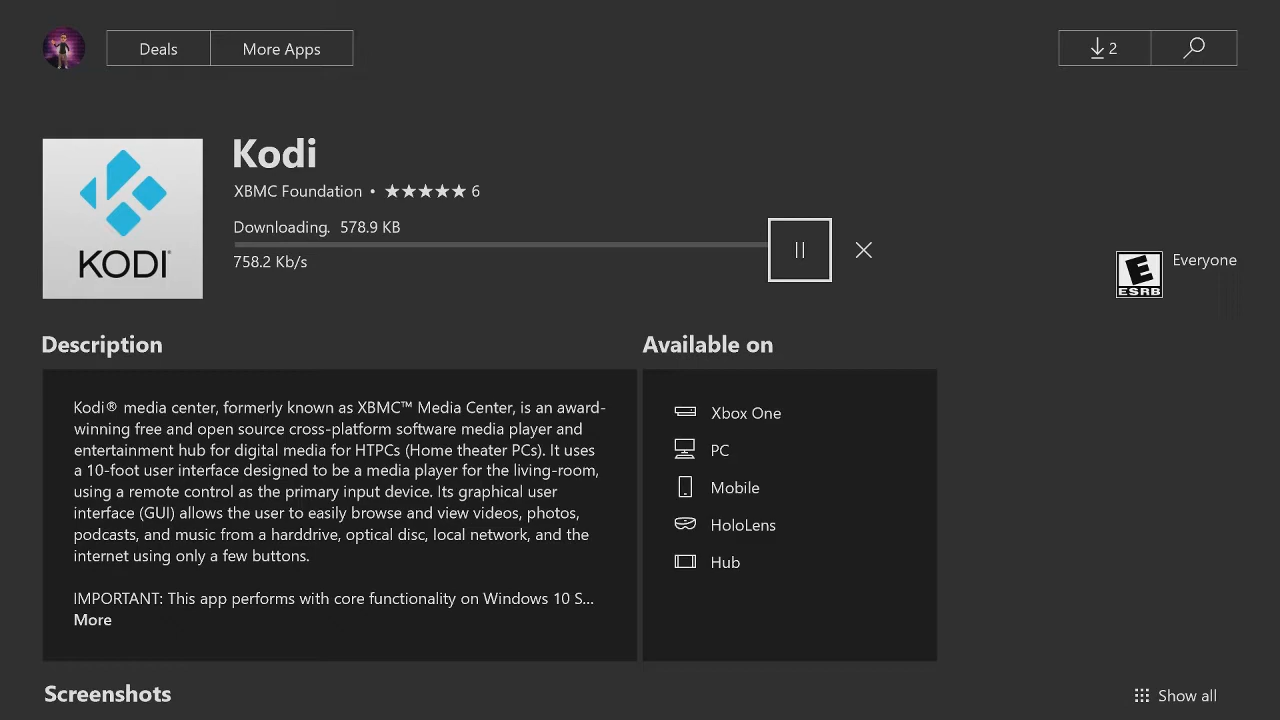 Deals
More Apps
2
Kodi
XBMC Foundation • ★★★★★ 6
Downloading. 578.9 KB
758.2 Kb/s
KODI®
E
ESRB
Everyone
Description
Available on
Kodi® media center, formerly known as XBMC™ Media Center, is an award-
winning free and open source cross-platform software media player and
entertainment hub for digital media for HTPCs (Home theater PCs). It uses
a 10-foot user interface designed to be a media player for the living-room,
using a remote control as the primary input device. Its graphical user
interface (GUI) allows the user to easily browse and view videos, photos,
podcasts, and music from a harddrive, optical disc, local network, and the
internet using only a few buttons.
IMPORTANT: This app performs with core functionality on Windows 10 S...
More
Xbox One
PC
Mobile
HoloLens
Hub
Screenshots
Show all